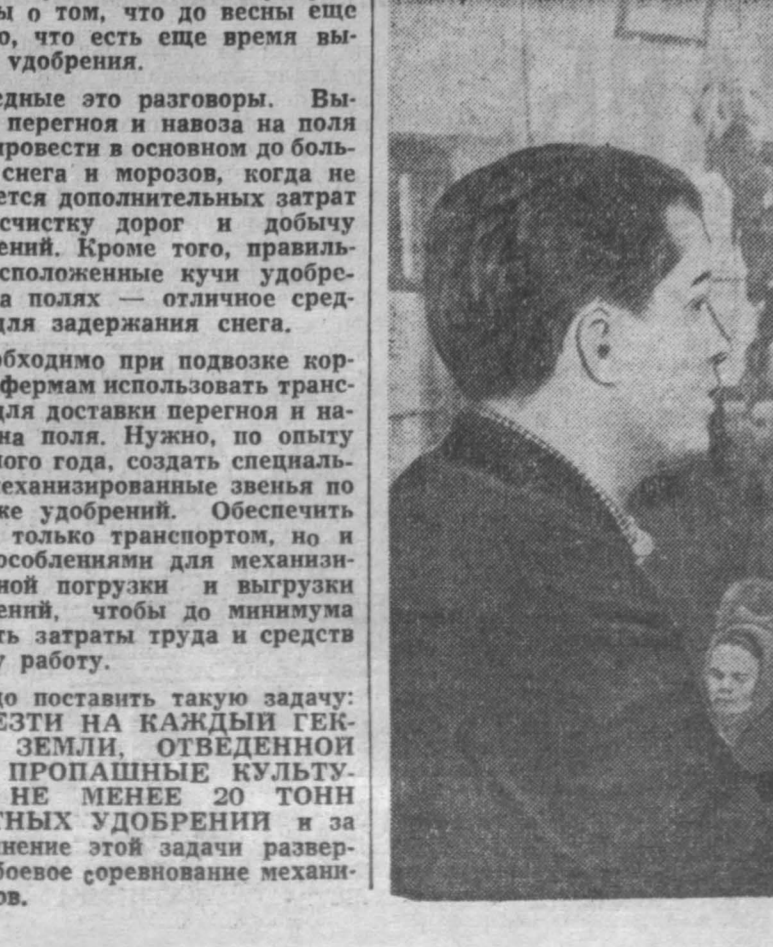 ы о том, что до весны еще
о, что есть еще время вы-
удобрения.
едные это разговоры. Вы-
перегноя и навоза на поля
провести в основном до боль-
снега и морозов, когда не
ется дополнительных затрат
счистку дорог и добычу
ений. Кроме того, правиль-
сположенные кучи удобре-
а полях — отличное сред-
для задержания снега.
обходимо при подвозке кор-
фермам использовать транс-
для доставки перегноя и на-
на поля. Нужно, по опыту
ного года, создать специаль-
механизированные звенья по
ке удобрений. Обеспечить
только транспортом, но и
пособлениями для механизи-
ной погрузки и выгрузки
ений, чтобы до минимума
ть затраты труда и средств
у работу.
до поставить такую задачу:
ЕЗТИ НА КАЖДЫЙ ГЕК-
ЗЕМЛИ, ОТВЕДЕННОЙ
ПРОПАШНЫЕ КУЛЬТУ-
НЕ МЕНЕЕ 20 ТОНН
ТНЫХ УДОБРЕНИЙ и за
нение этой задачи развер-
боевое соревнование механи-
ов.